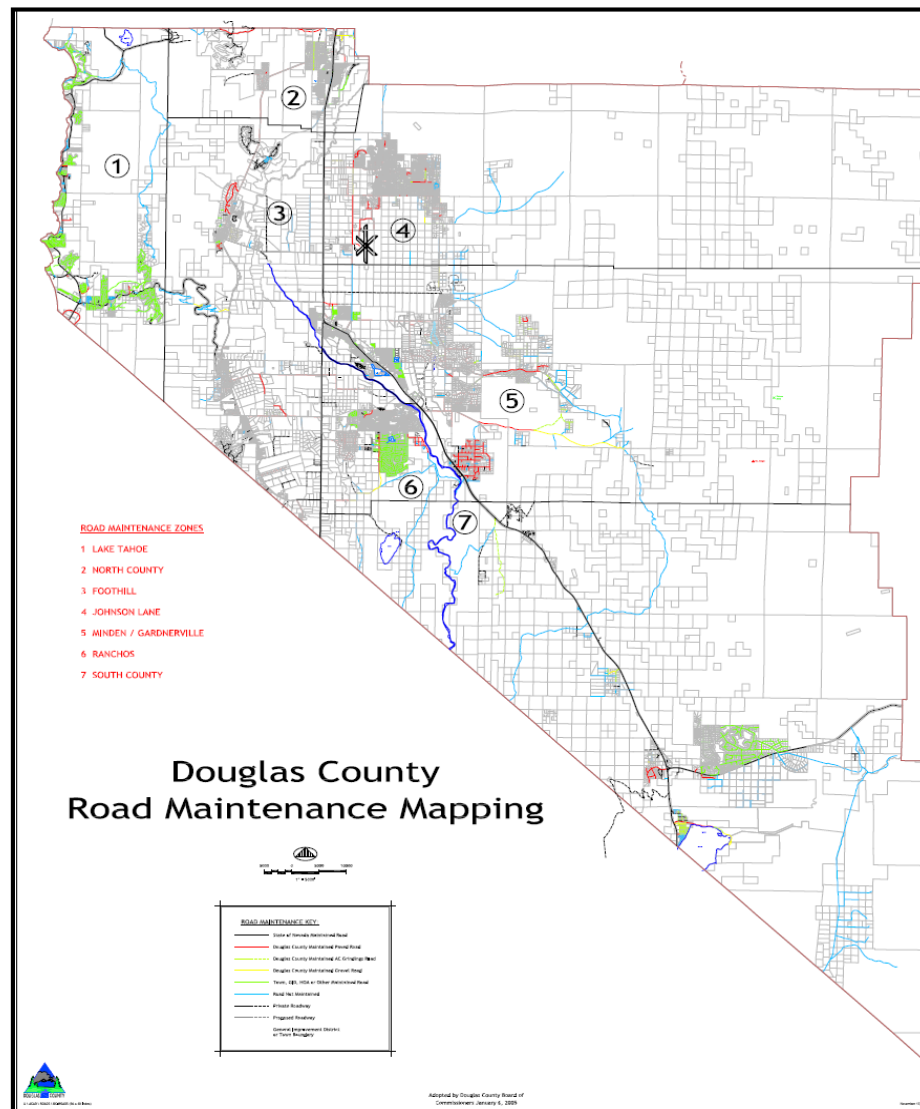 1
2
3
4
5
6
7
ROAD MAINTENANCE ZONES
1 LAKE TAHOE
2 NORTH COUNTY
3 FOOTHILL
4 JOHNSON LANE
5 MINDEN / GARDNERVILLE
6 RANCHOS
7 SOUTH COUNTY
Douglas County
Road Maintenance Mapping
ROAD MAINTENANCE KEY:
State of Nevada Maintained Road
Douglas County Maintained Paved Road
Douglas County Maintained AC Grindings Road
Douglas County Maintained Gravel Road
Town, GID, HOA or Other Maintained Road
Road Not Maintained
Private Roadway
Proposed Roadway
General Improvement District
or Town Boundary
DOUGLAS COUNTY
Adopted by Douglas County Board of
Commissioners January 6, 2005